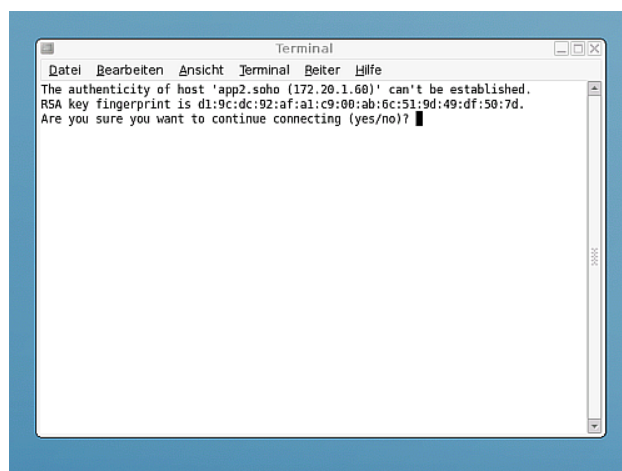 Terminal
Datei Bearbeiten Ansicht Terminal Reiter Hilfe
The authenticity of host 'app2.soho (172.20.1.60)' can't be established.
RSA key fingerprint is d1:9c:dc:92:af:a1:c9:00:ab:6c:51:9d:49:df:50:7d.
Are you sure you want to continue connecting (yes/no)?